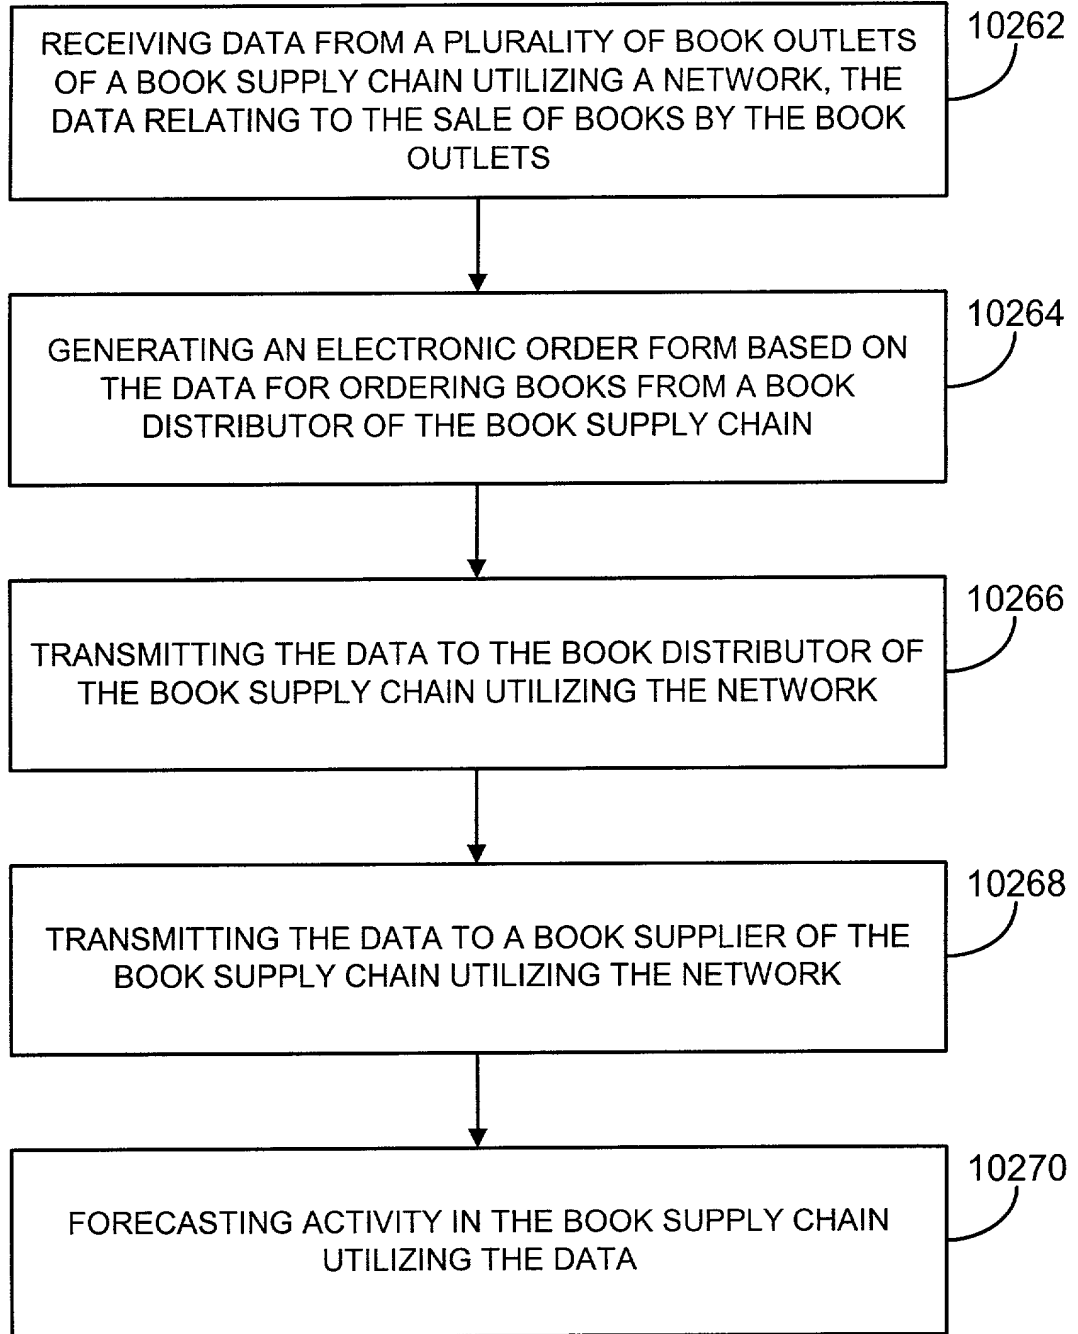 10262
RECEIVING DATA FROM A PLURALITY OF BOOK OUTLETS
OF A BOOK SUPPLY CHAIN UTILIZING A NETWORK, THE
DATA RELATING TO THE SALE OF BOOKS BY THE BOOK
OUTLETS
10264
GENERATING AN ELECTRONIC ORDER FORM BASED ON
THE DATA FOR ORDERING BOOKS FROM A BOOK
DISTRIBUTOR OF THE BOOK SUPPLY CHAIN
10266
TRANSMITTING THE DATA TO THE BOOK DISTRIBUTOR OF
THE BOOK SUPPLY CHAIN UTILIZING THE NETWORK
10268
TRANSMITTING THE DATA TO A BOOK SUPPLIER OF THE
BOOK SUPPLY CHAIN UTILIZING THE NETWORK
10270
FORECASTING ACTIVITY IN THE BOOK SUPPLY CHAIN
UTILIZING THE DATA